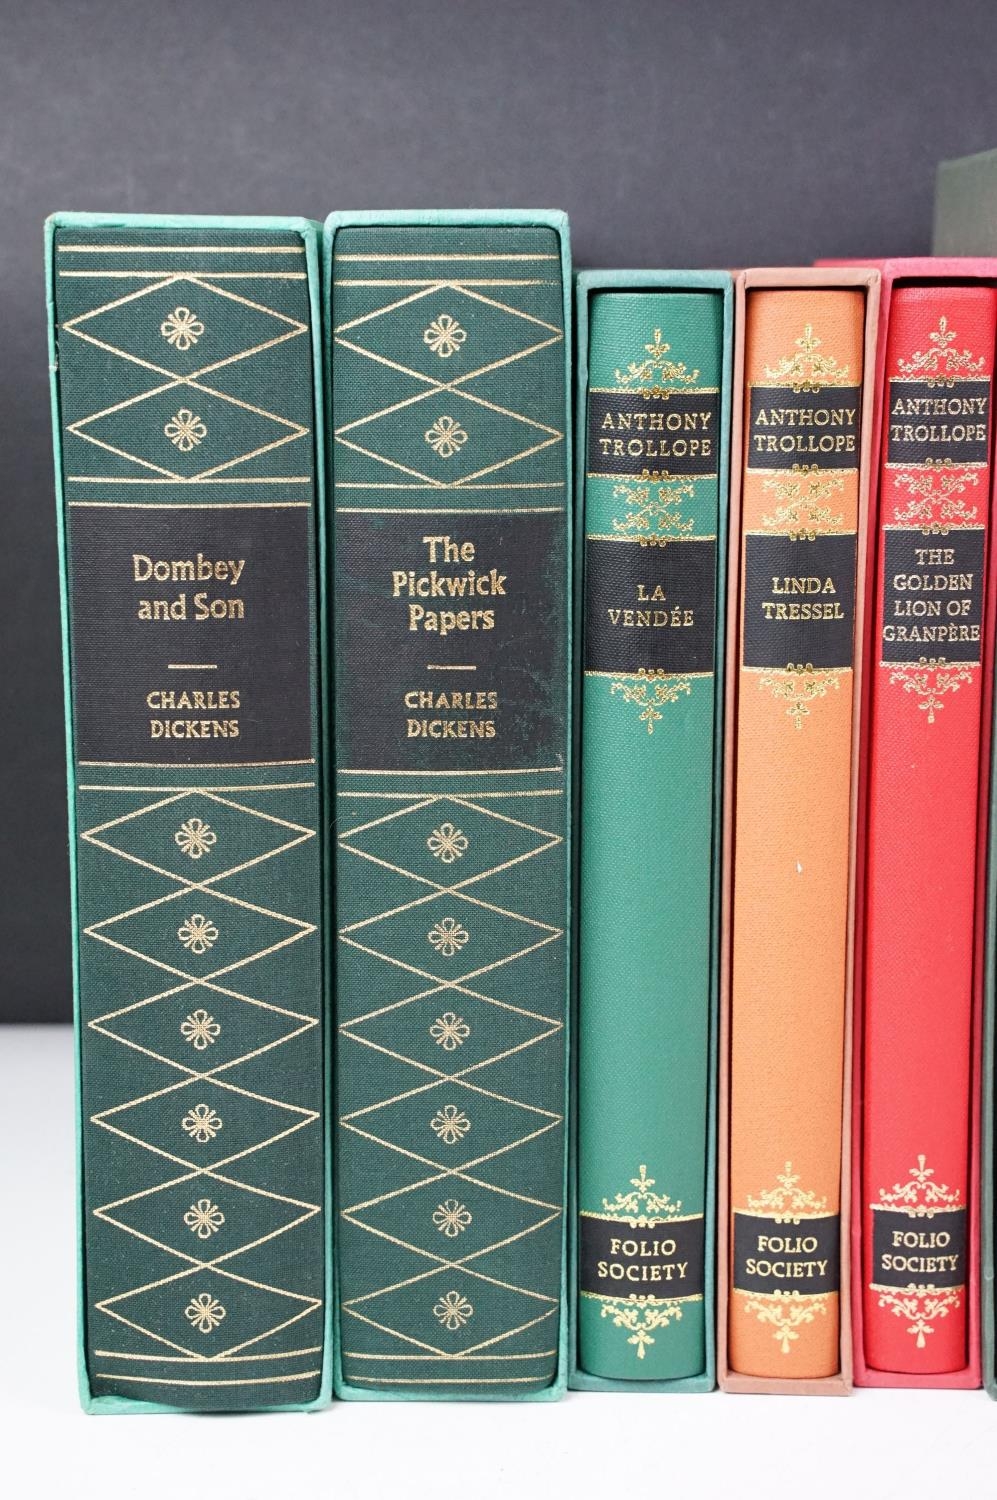 Dombey
and Son
CHARLES
DICKENS
The
Pickwick
Papers
CHARLES
DICKENS
ANTHONY
TROLLOPE
LA
VENDÉE
FOLIO
SOCIETY
ANTHONY
TROLLOPE
LINDA
TRESSEL
FOLIO
SOCIETY
ANTHONY
TROLLOPE
THE
GOLDEN
LION OF
GRANPÈRE
FOLIO
SOCIETY